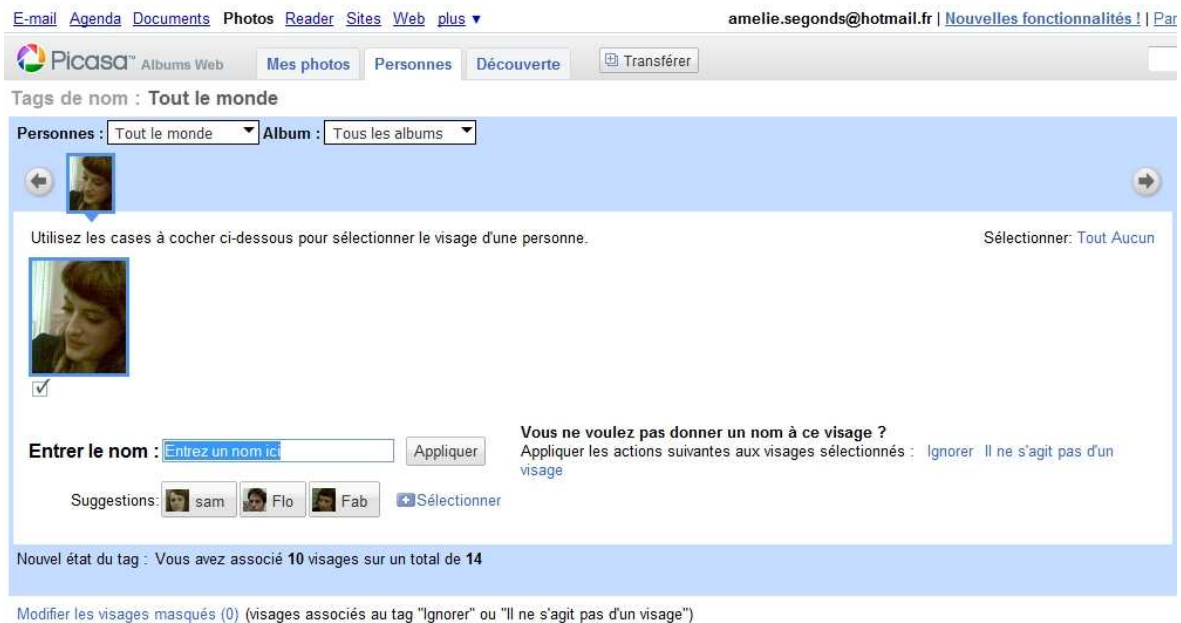 E-mail Agenda Documents Photos Reader Sites Web plus ▼ amelie.segonds@hotmail.fr | Nouvelles fonctionnalités ! |
Picasa™ Albums Web Mes photos Personnes Découverte Transférer
Tags de nom : Tout le monde
Personnes : Tout le monde Album : Tous les albums
Utilisez les cases à cocher ci-dessous pour sélectionner le visage d'une personne. Sélectionner: Tout Aucun
Vous ne voulez pas donner un nom à ce visage ?
Entrer le nom : Entrez un nom ici Appliquer Appliquer les actions suivantes aux visages sélectionnés : Ignorer Il ne s'agit pas d'un
visage
Suggestions: sam Flo Fab Sélectionner
Nouvel état du tag : Vous avez associé 10 visages sur un total de 14
Modifier les visages masqués (0) (visages associés au tag "Ignorer" ou "Il ne s'agit pas d'un visage")